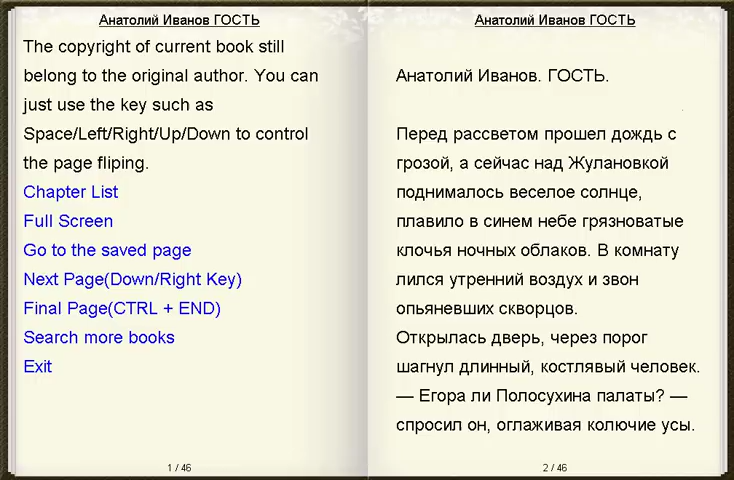 Анатолий Иванов ГОСТЬ
The copyright of current book still
belong to the original author. You can
just use the key such as
Space/Left/Right/Up/Down to control
the page fliping.
Chapter List
Full Screen
Go to the saved page
Next Page(Down/Right Key)
Final Page(CTRL + END)
Search more books
Exit
1 / 46
Анатолий Иванов ГОСТЬ
Анатолий Иванов. ГОСТЬ.
Перед рассветом прошел дождь с
грозой, а сейчас над Жулановкой
поднималось веселое солнце,
плавило в синем небе грязноватые
клочья ночных облаков. В комнату
лился утренний воздух и звон
опьяневших скворцов.
Открылась дверь, через порог
шагнул длинный, костлявый человек.
— Егора ли Полосухина палаты? —
спросил он, оглаживая колючие усы.
2 / 46